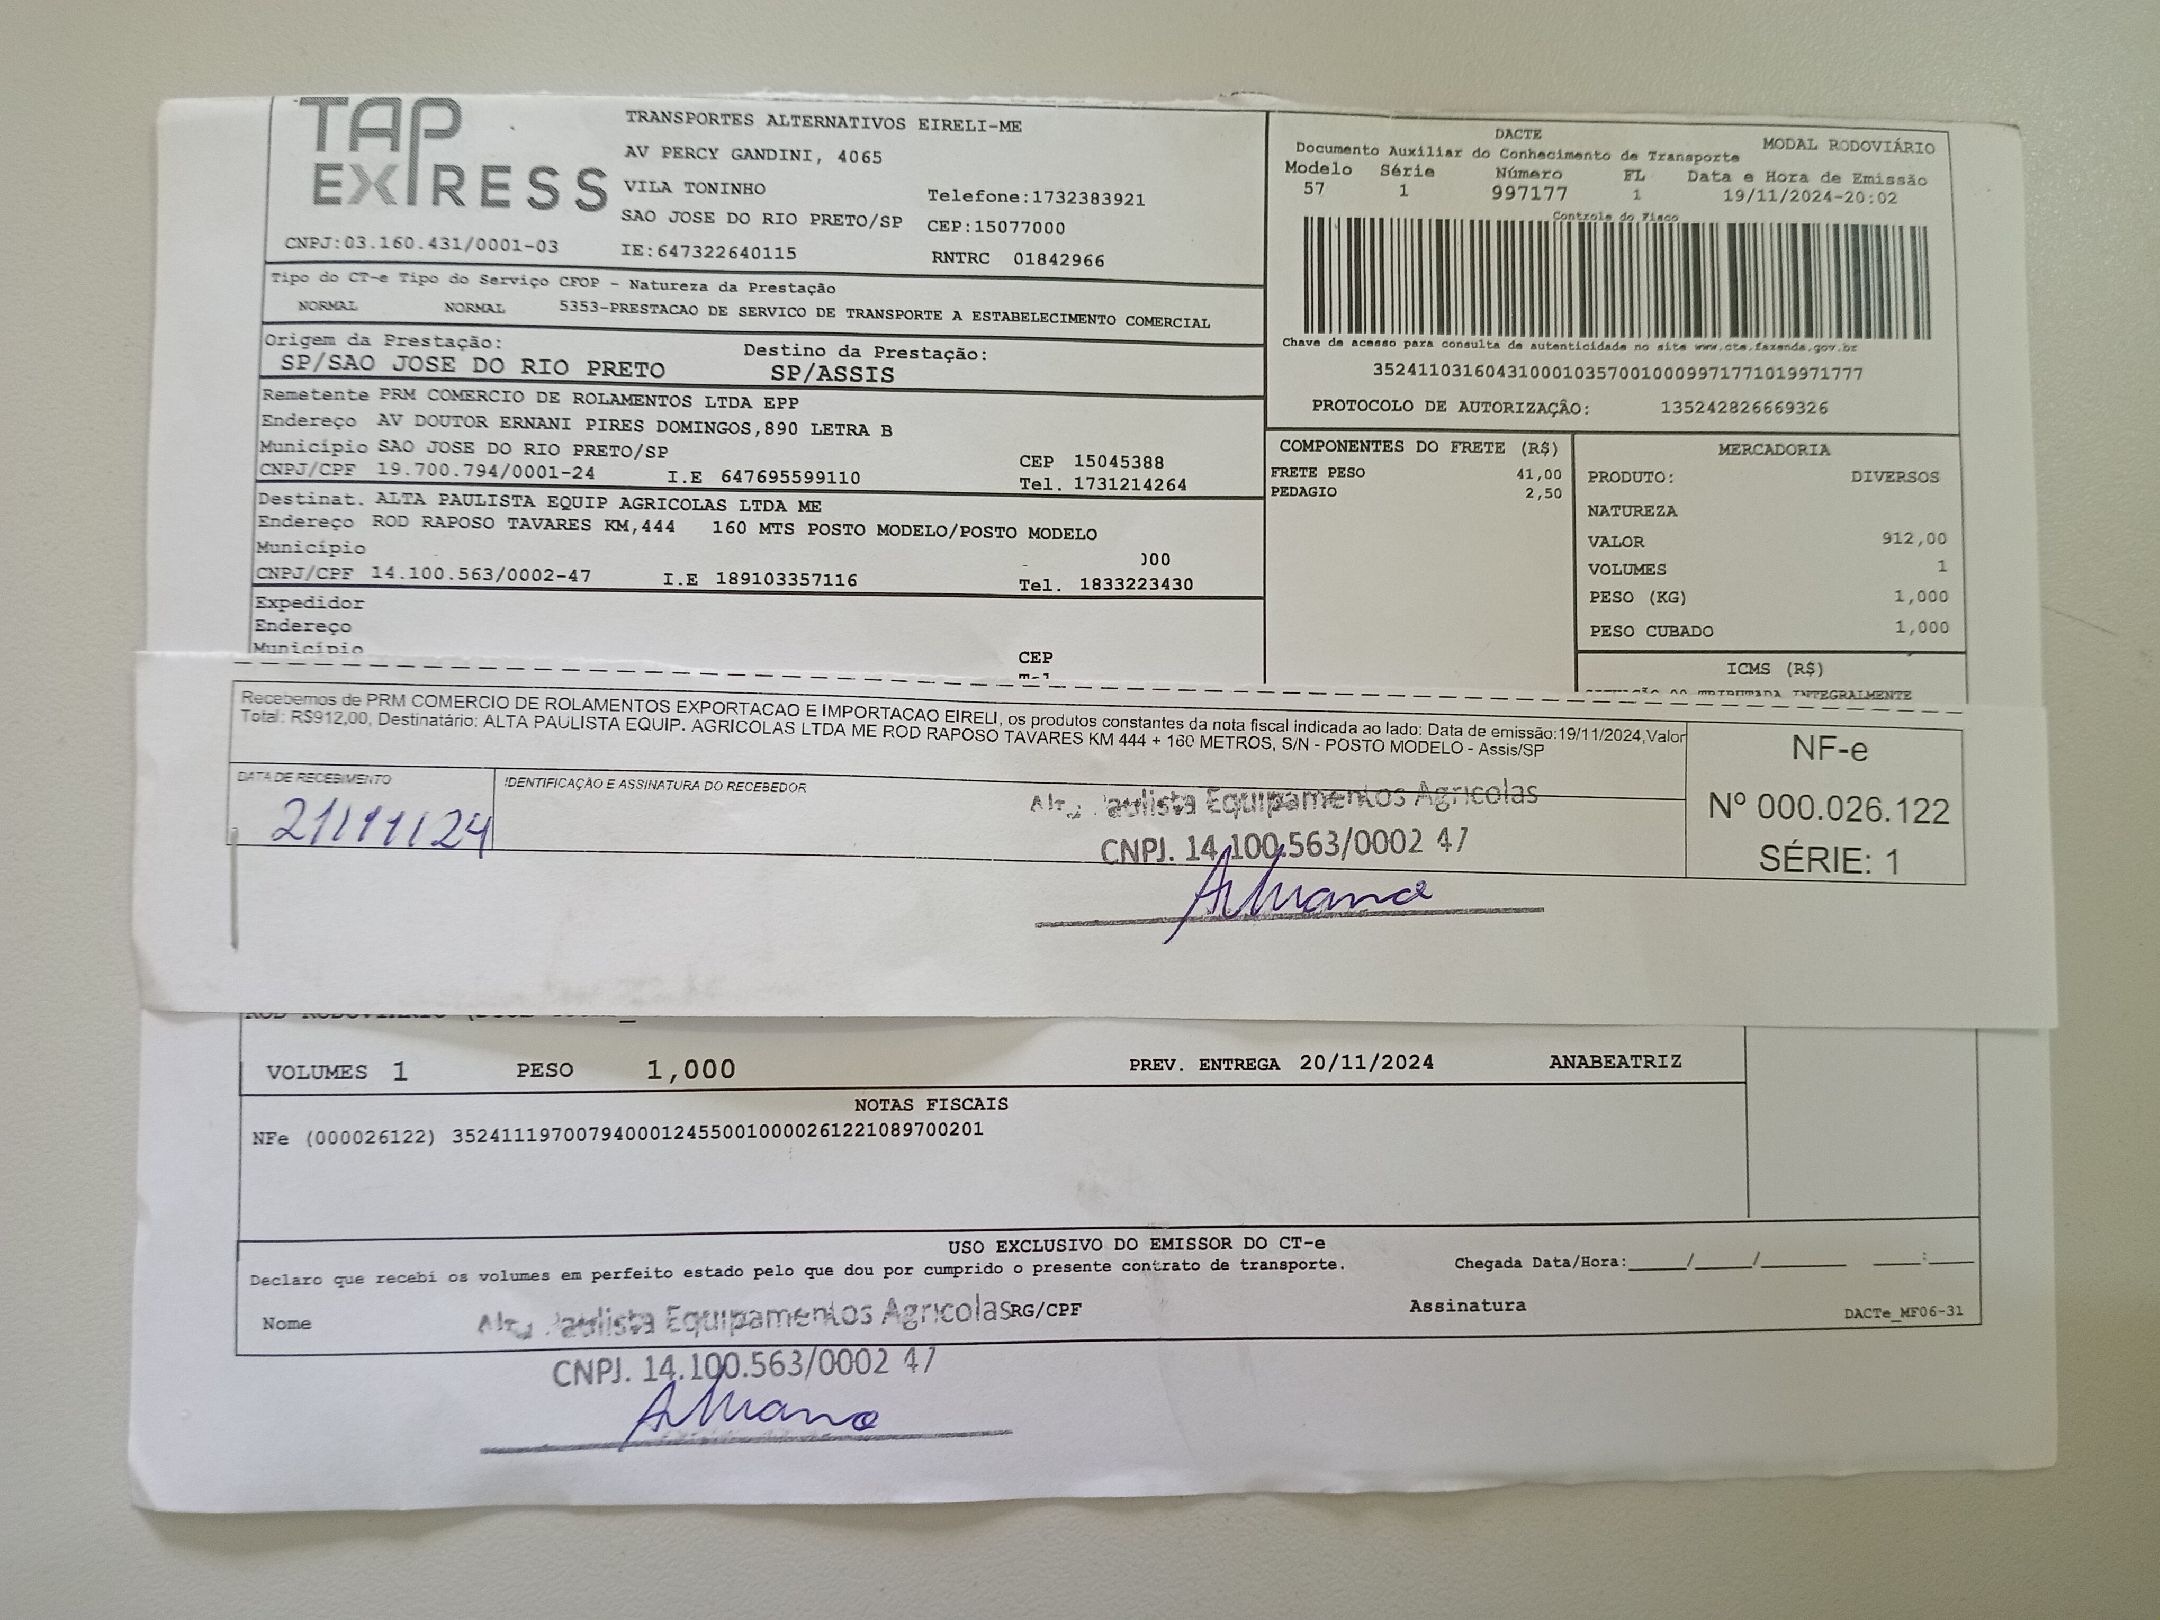 TAP EXPRESS
TRANSPORTES ALTERNATIVOS EIRELI-ME
AV PERCY GANDINI, 4065
VILA TONINHO Telefone:1732383921
SAO JOSE DO RIO PRETO/SP CEP:15077000
CNPJ:03.160.431/0001-03 IE:647322640115 RNTRC 01842966
Tipo do CT-e Tipo do Serviço CFOP - Natureza da Prestação
NORMAL NORMAL 5353-PRESTACAO DE SERVICO DE TRANSPORTE A ESTABELECIMENTO COMERCIAL
Origem da Prestação: Destino da Prestação:
SP/SAO JOSE DO RIO PRETO SP/ASSIS
Remetente PRM COMERCIO DE ROLAMENTOS LTDA EPP
Endereço AV DOUTOR ERNANI PIRES DOMINGOS,890 LETRA B
Município SAO JOSE DO RIO PRETO/SP CEP 15045388
CNPJ/CPF 19.700.794/0001-24 I.E 647695599110 Tel. 1731214264
Destinat. ALTA PAULISTA EQUIP AGRICOLAS LTDA ME
Endereço ROD RAPOSO TAVARES KM,444 160 MTS POSTO MODELO/POSTO MODELO
Município
CNPJ/CPF 14.100.563/0002-47 I.E 189103357116 Tel. 1833223430
Expedidor
Endereço
Município CEP
DACTE MODAL RODOVIÁRIO
Documento Auxiliar do Conhecimento de Transporte
Modelo Série Número FL Data e Hora de Emissão
57 1 997177 1 19/11/2024-20:02
Controle do Fisco
Chave de acesso para consulta de autenticidade no site www.cte.fazenda.gov.br
35241103160431000103570010009971771019971777
PROTOCOLO DE AUTORIZAÇÃO: 135242826669326
COMPONENTES DO FRETE (R$)
FRETE PESO 41,00
PEDAGIO 2,50
MERCADORIA
PRODUTO: DIVERSOS
NATUREZA
VALOR 912,00
VOLUMES 1
PESO (KG) 1,000
PESO CUBADO 1,000
ICMS (R$)
TRIBUTADA INTEGRALMENTE
Recebemos de PRM COMERCIO DE ROLAMENTOS EXPORTACAO E IMPORTACAO EIRELI, os produtos constantes da nota fiscal indicada ao lado: Data de emissão:19/11/2024,Valor
Total: R$912,00, Destinatário: ALTA PAULISTA EQUIP. AGRICOLAS LTDA ME ROD RAPOSO TAVARES KM 444 + 160 METROS, S/N - POSTO MODELO - Assis/SP
DATA DE RECEBIMENTO IDENTIFICAÇÃO E ASSINATURA DO RECEBEDOR
21/11/24
Alta Paulista Equipamentos Agricolas
CNPJ. 14.100.563/0002 47
NF-e
Nº 000.026.122
SÉRIE: 1
VOLUMES 1 PESO 1,000 PREV. ENTREGA 20/11/2024 ANABEATRIZ
NOTAS FISCAIS
NFe (000026122) 35241119700794000124550010000261221089700201
USO EXCLUSIVO DO EMISSOR DO CT-e
Declaro que recebi os volumes em perfeito estado pelo que dou por cumprido o presente contrato de transporte. Chegada Data/Hora:____/____/______ ___:___
Nome Alta Paulista Equipamentos Agricolas RG/CPF Assinatura DACTe_MF06-31
CNPJ. 14.100.563/0002 47